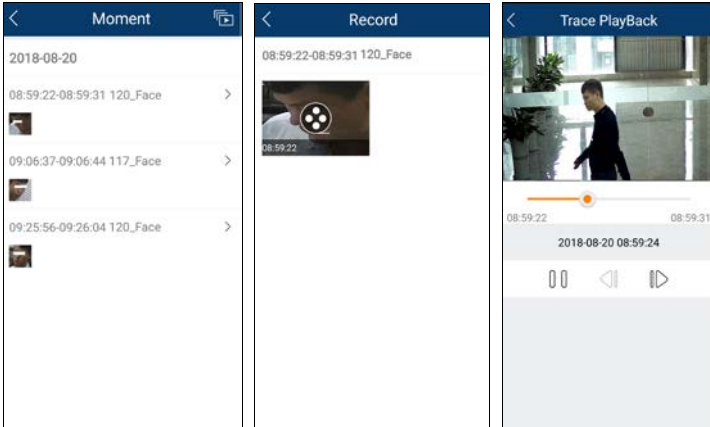 Moment
2018-08-20
08:59:22-08:59:31 120_Face
09:06:37-09:06:44 117_Face
09:25:56-09:26:04 120_Face
Record
08:59:22-08:59:31 120_Face
08:59:22
Trace PlayBack
08:59:22
08:59:31
2018-08-20 08:59:24